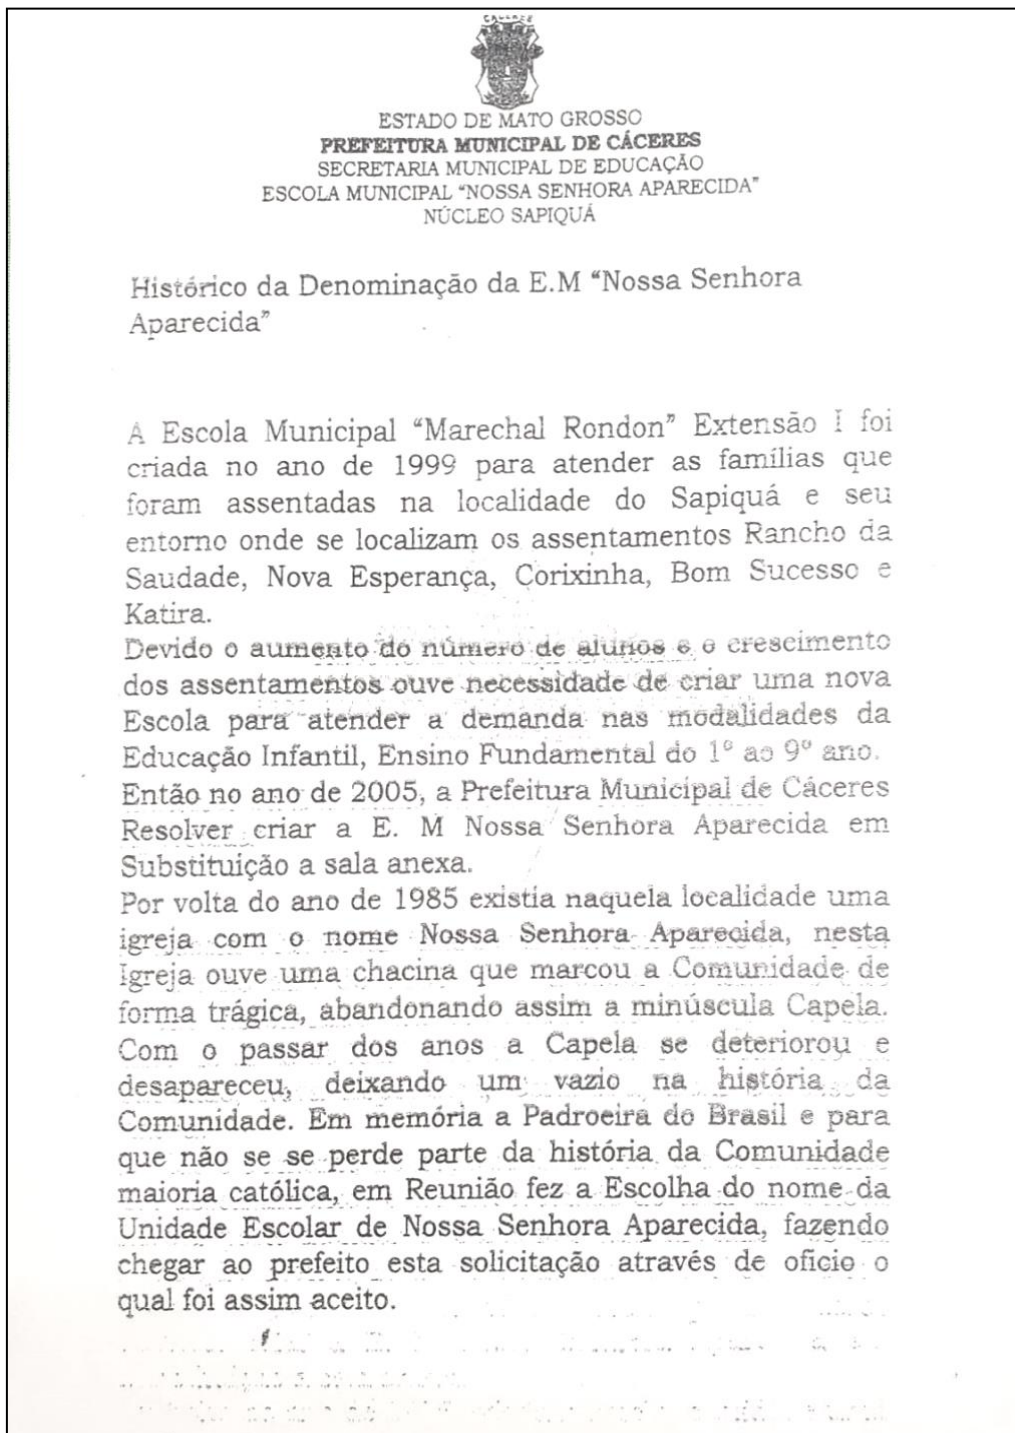 CÁCERES
ESTADO DE MATO GROSSO
PREFEITURA MUNICIPAL DE CÁCERES
SECRETARIA MUNICIPAL DE EDUCAÇÃO
ESCOLA MUNICIPAL “NOSSA SENHORA APARECIDA”
NÚCLEO SAPIQUÁ
Histórico da Denominação da E.M “Nossa Senhora
Aparecida”
A Escola Municipal “Marechal Rondon” Extensão I foi
criada no ano de 1999 para atender as famílias que
foram assentadas na localidade do Sapiquá e seu
entorno onde se localizam os assentamentos Rancho da
Saudade, Nova Esperança, Corixinha, Bom Sucesso e
Katira.
Devido o aumento do número de alunos e o crescimento
dos assentamentos ouve necessidade de criar uma nova
Escola para atender a demanda nas modalidades da
Educação Infantil, Ensino Fundamental do 1º ao 9º ano.
Então no ano de 2005, a Prefeitura Municipal de Cáceres
Resolver criar a E. M Nossa Senhora Aparecida em
Substituição a sala anexa.
Por volta do ano de 1985 existia naquela localidade uma
igreja com o nome Nossa Senhora Aparecida, nesta
Igreja ouve uma chacina que marcou a Comunidade de
forma trágica, abandonando assim a minúscula Capela.
Com o passar dos anos a Capela se deteriorou e
desapareceu, deixando um vazio na história da
Comunidade. Em memória a Padroeira do Brasil e para
que não se se perde parte da história da Comunidade
maioria católica, em Reunião fez a Escolha do nome da
Unidade Escolar de Nossa Senhora Aparecida, fazendo
chegar ao prefeito esta solicitação através de oficio o
qual foi assim aceito.